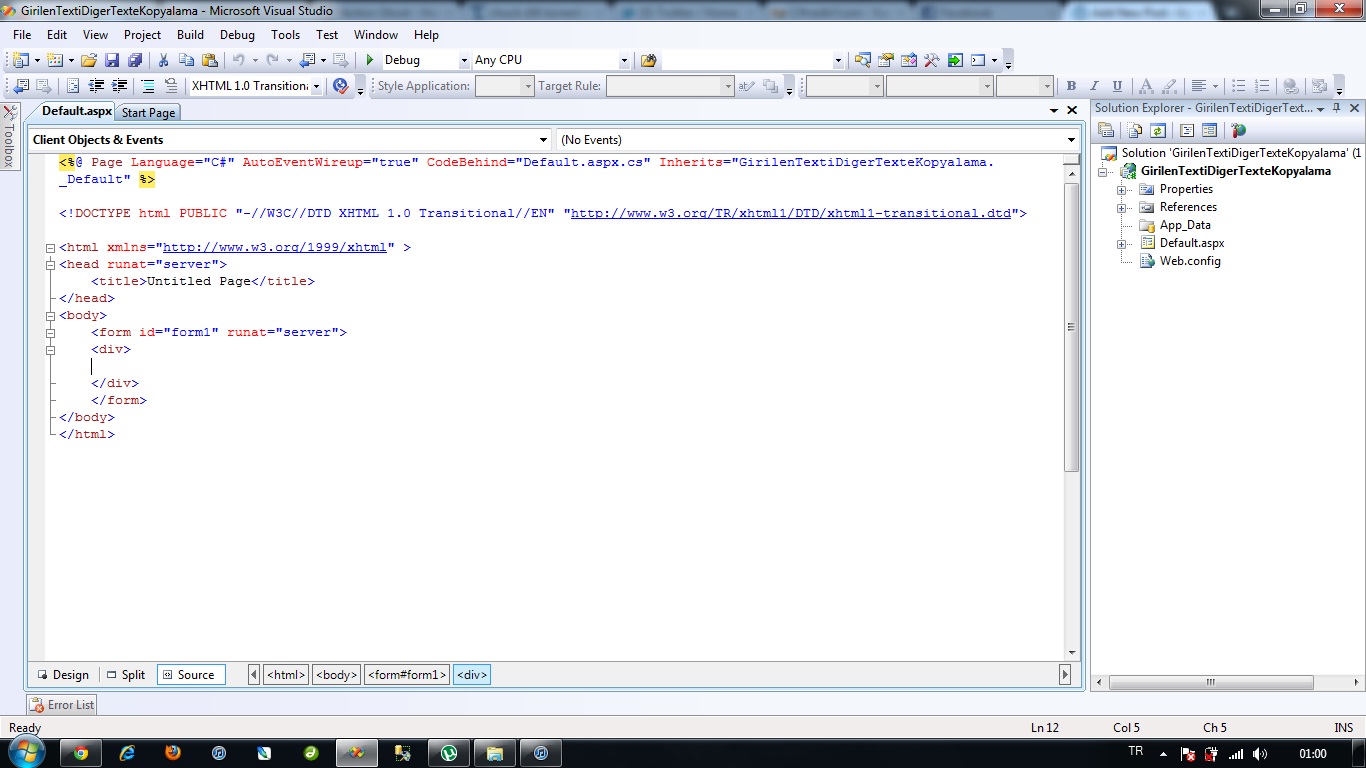 GirilenTextiDigerTexteKopyalama - Microsoft Visual Studio
File Edit View Project Build Debug Tools Test Window Help
Debug Any CPU
XHTML 1.0 Transition Style Application: Target Rule: B I U A
Default.aspx Start Page
Solution Explorer - GirilenTextiDigerText...
Toolbox
Client Objects & Events (No Events)
<%@ Page Language="C#" AutoEventWireup="true" CodeBehind="Default.aspx.cs" Inherits="GirilenTextiDigerTexteKopyalama.
_Default" %>
<!DOCTYPE html PUBLIC "-//W3C//DTD XHTML 1.0 Transitional//EN" "http://www.w3.org/TR/xhtml1/DTD/xhtml1-transitional.dtd">
<html xmlns="http://www.w3.org/1999/xhtml" >
<head runat="server">
<title>Untitled Page</title>
</head>
<body>
<form id="form1" runat="server">
<div>
</div>
</form>
</body>
</html>
Solution 'GirilenTextiDigerTexteKopyalama' (1
GirilenTextiDigerTexteKopyalama
Properties
References
App_Data
Default.aspx
Web.config
Design Split Source <html> <body> <form#form1> <div>
Error List
Ready Ln 12 Col 5 Ch 5 INS
TR 01:00